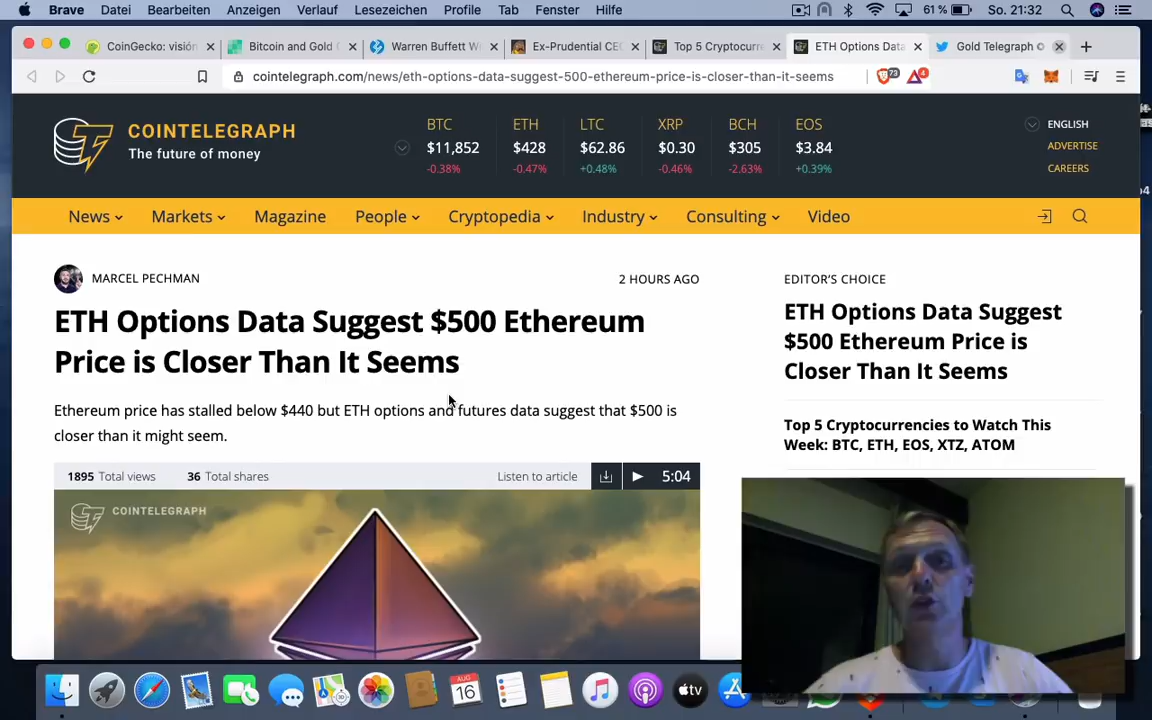 Brave Datei Bearbeiten Anzeigen Verlauf Lesezeichen Profile Tab Fenster Hilfe 61 % So. 21:32
CoinGecko: visión Bitcoin and Gold Warren Buffett W Ex-Prudential CE Top 5 Cryptocurr ETH Options Data Gold Telegraph
cointelegraph.com/news/eth-options-data-suggest-500-ethereum-price-is-closer-than-it-seems 73 4
COINTELEGRAPH
The future of money
BTC ETH LTC XRP BCH EOS
$11,852 $428 $62.86 $0.30 $305 $3.84
-0.38% -0.47% +0.48% -0.46% -2.63% +0.39%
ENGLISH
ADVERTISE
CAREERS
News Markets Magazine People Cryptopedia Industry Consulting Video
MARCEL PECHMAN 2 HOURS AGO
ETH Options Data Suggest $500 Ethereum
Price is Closer Than It Seems
Ethereum price has stalled below $440 but ETH options and futures data suggest that $500 is
closer than it might seem.
1895 Total views 36 Total shares Listen to article 5:04
COINTELEGRAPH
EDITOR'S CHOICE
ETH Options Data Suggest
$500 Ethereum Price is
Closer Than It Seems
Top 5 Cryptocurrencies to Watch This
Week: BTC, ETH, EOS, XTZ, ATOM
AUG
16
tv